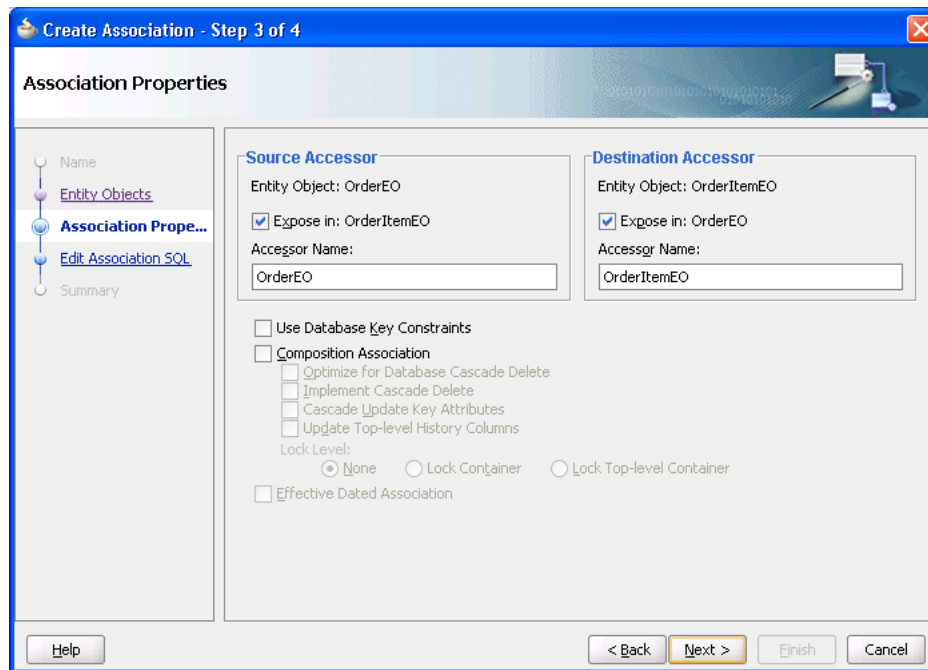 Create Association - Step 3 of 4
Association Properties
Name
Entity Objects
Association Prope...
Edit Association SQL
Summary
Source Accessor
Entity Object: OrderEO
Expose in: OrderItemEO
Accessor Name:
OrderEO
Destination Accessor
Entity Object: OrderItemEO
Expose in: OrderEO
Accessor Name:
OrderItemEO
Use Database Key Constraints
Composition Association
Optimize for Database Cascade Delete
Implement Cascade Delete
Cascade Update Key Attributes
Update Top-level History Columns
Lock Level:
None Lock Container Lock Top-level Container
Effective Dated Association
Help < Back Next > Finish Cancel